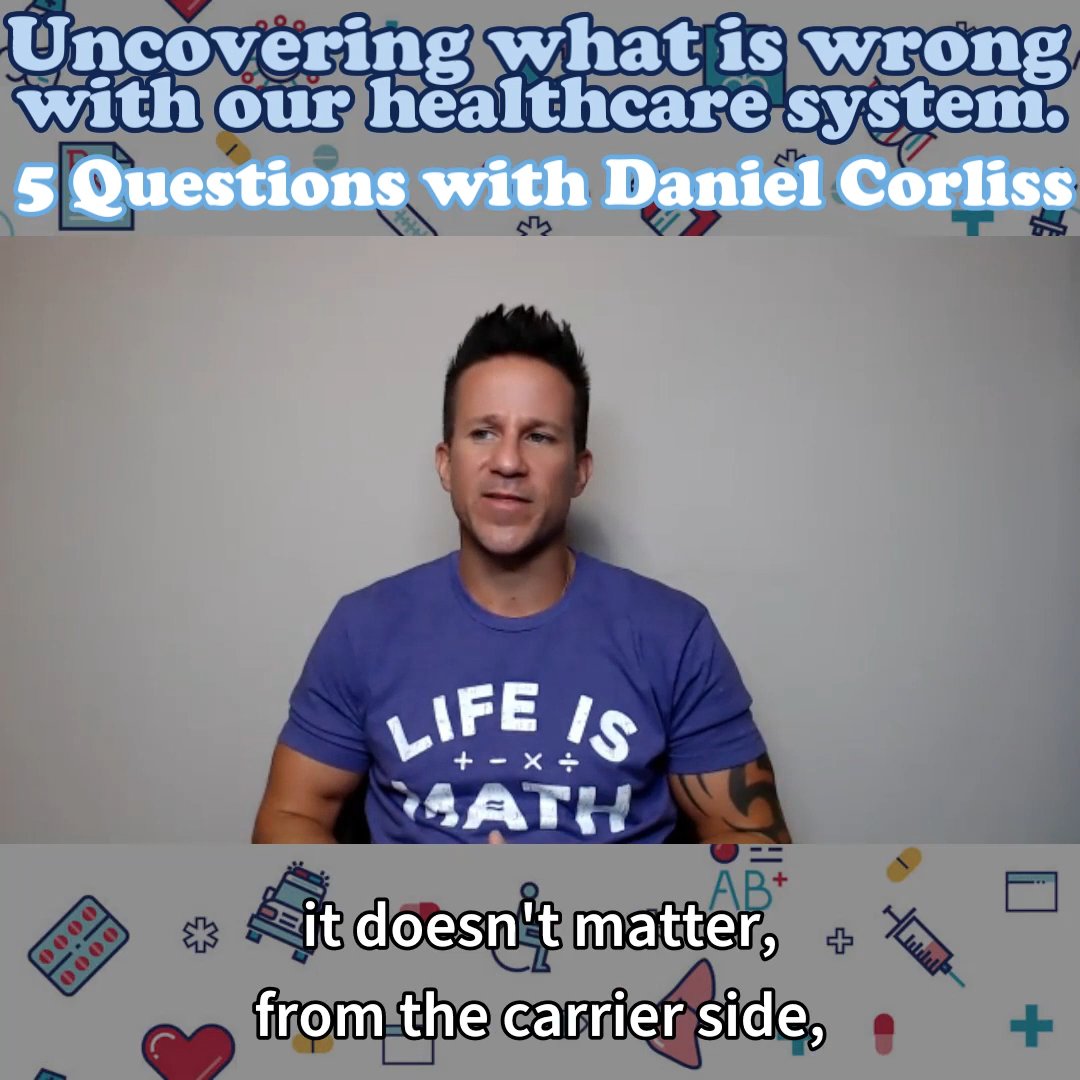 Uncovering what is wrong
with our healthcare system.
5 Questions with Daniel Corliss
LIFE IS
+ - × ÷
MATH
AB+
it doesn't matter,
from the carrier side,